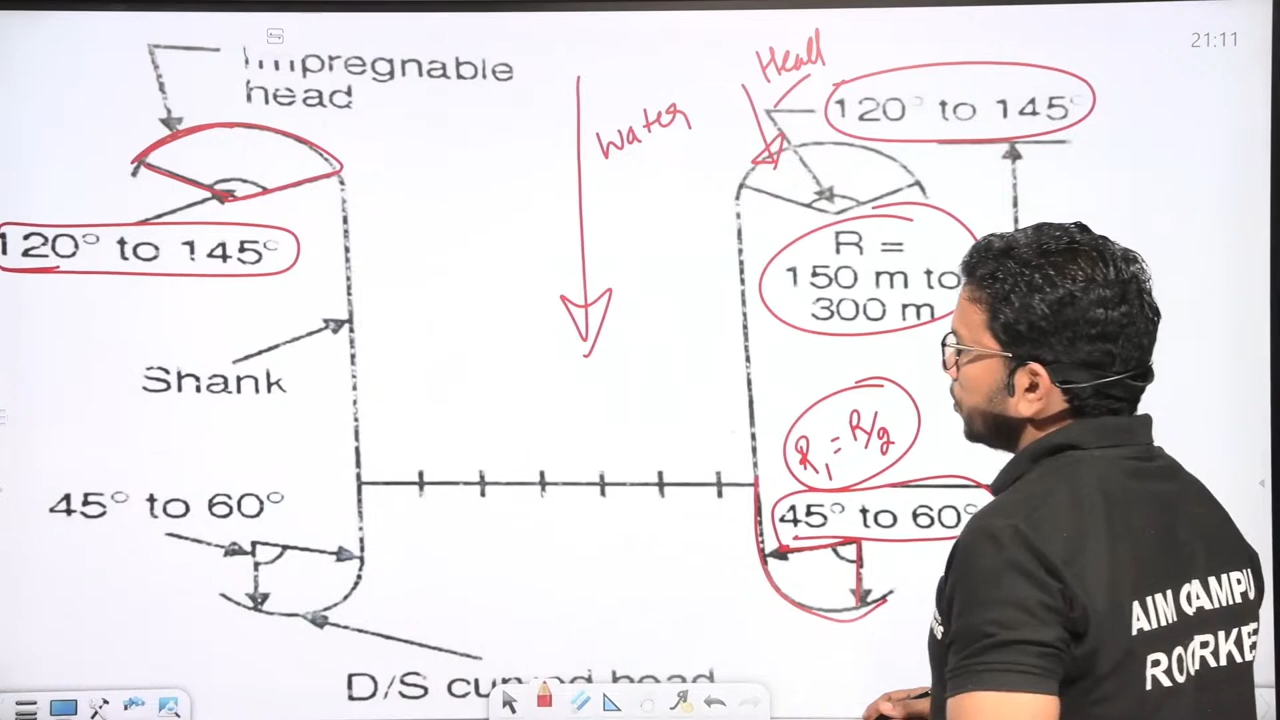 21:11
Impregnable
head
Head
120° to 145°
Water
120° to 145°
R =
150 m to
300 m
Shank
R₁ = R/2
45° to 60°
45° to 60°
AIM CAMPU
ROORKEE
D/S curved head